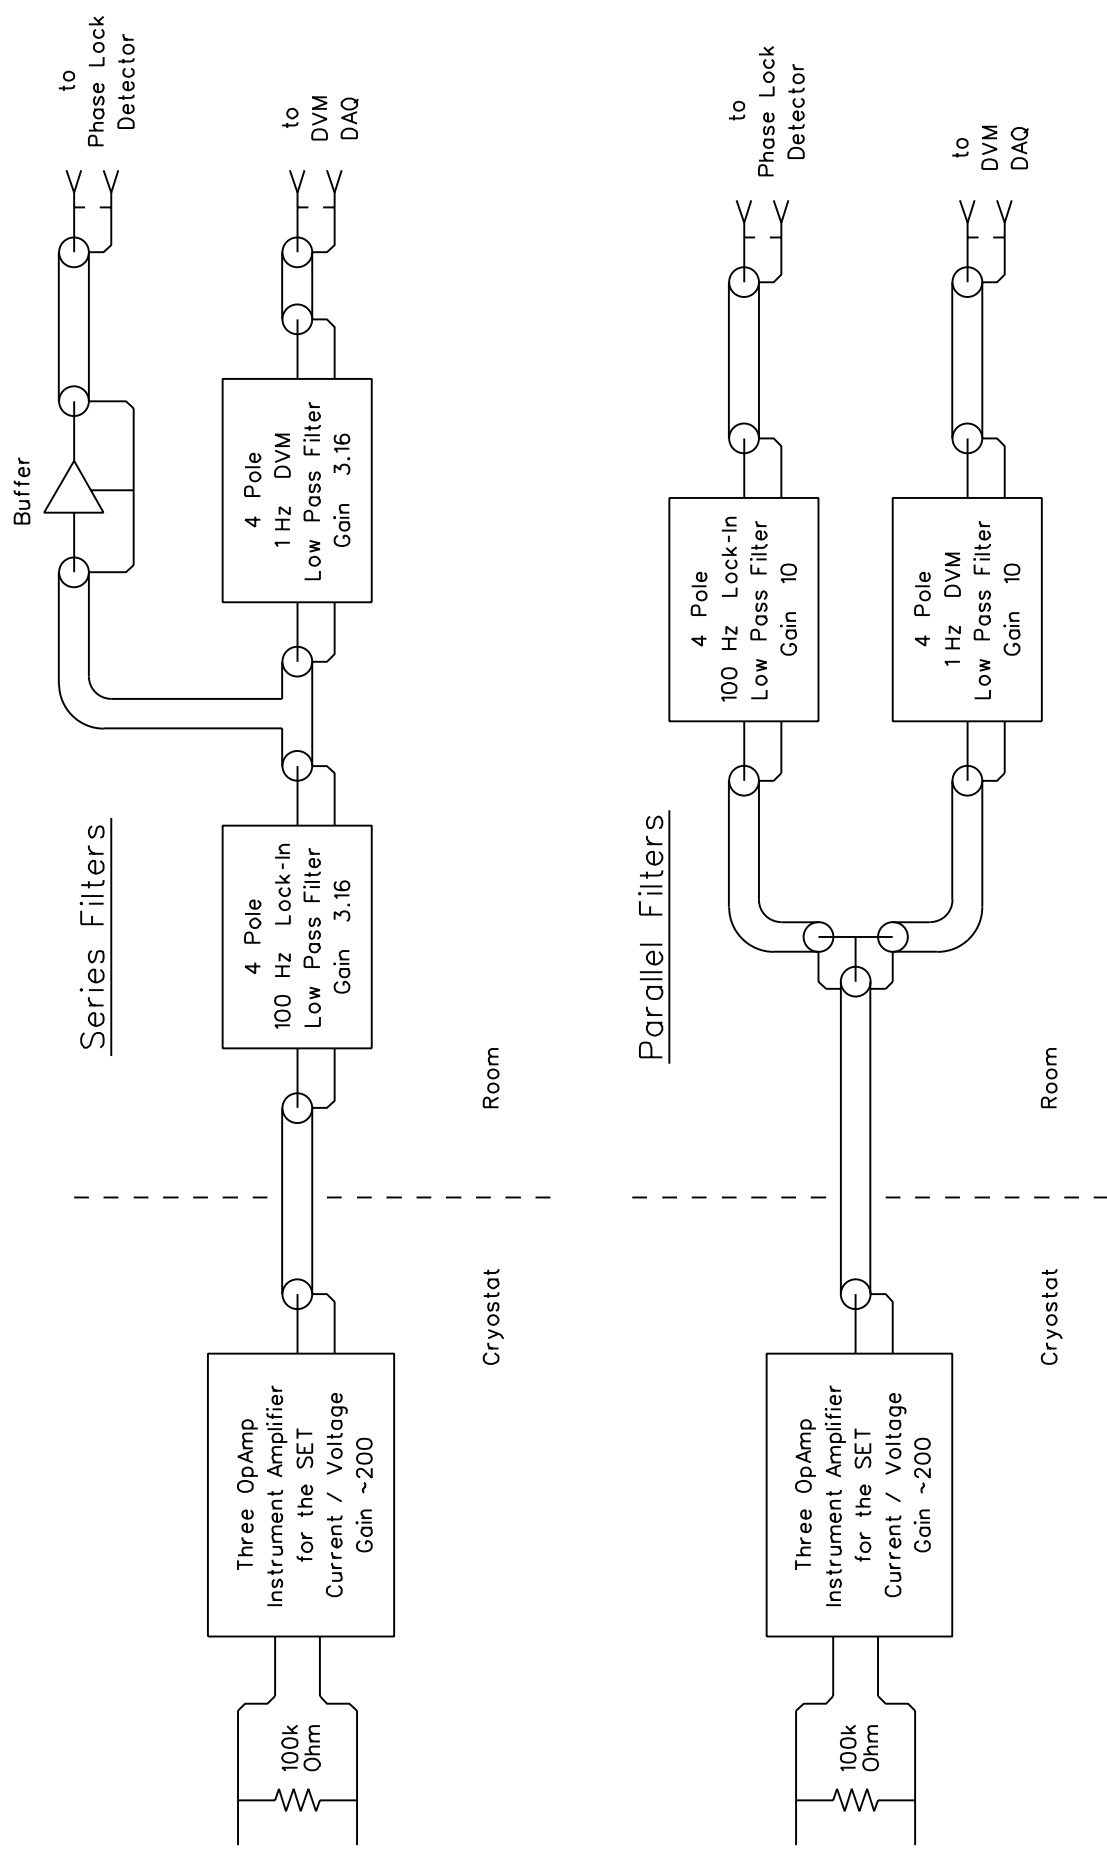 Series Filters
100k
Ohm
Three OpAmp
Instrument Amplifier
for the SET
Current / Voltage
Gain ~200
Cryostat
Room
4 Pole
100 Hz Lock-In
Low Pass Filter
Gain 3.16
Buffer
4 Pole
1 Hz DVM
Low Pass Filter
Gain 3.16
to
Phase Lock
Detector
to
DVM
DAQ
Parallel Filters
100k
Ohm
Three OpAmp
Instrument Amplifier
for the SET
Current / Voltage
Gain ~200
Cryostat
Room
4 Pole
100 Hz Lock-In
Low Pass Filter
Gain 10
4 Pole
1 Hz DVM
Low Pass Filter
Gain 10
to
Phase Lock
Detector
to
DVM
DAQ